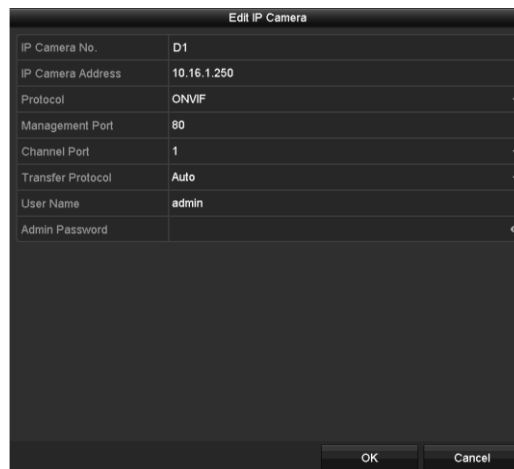 Edit IP Camera
IP Camera No. D1
IP Camera Address 10.16.1.250
Protocol ONVIF
Management Port 80
Channel Port 1
Transfer Protocol Auto
User Name admin
Admin Password
OK Cancel